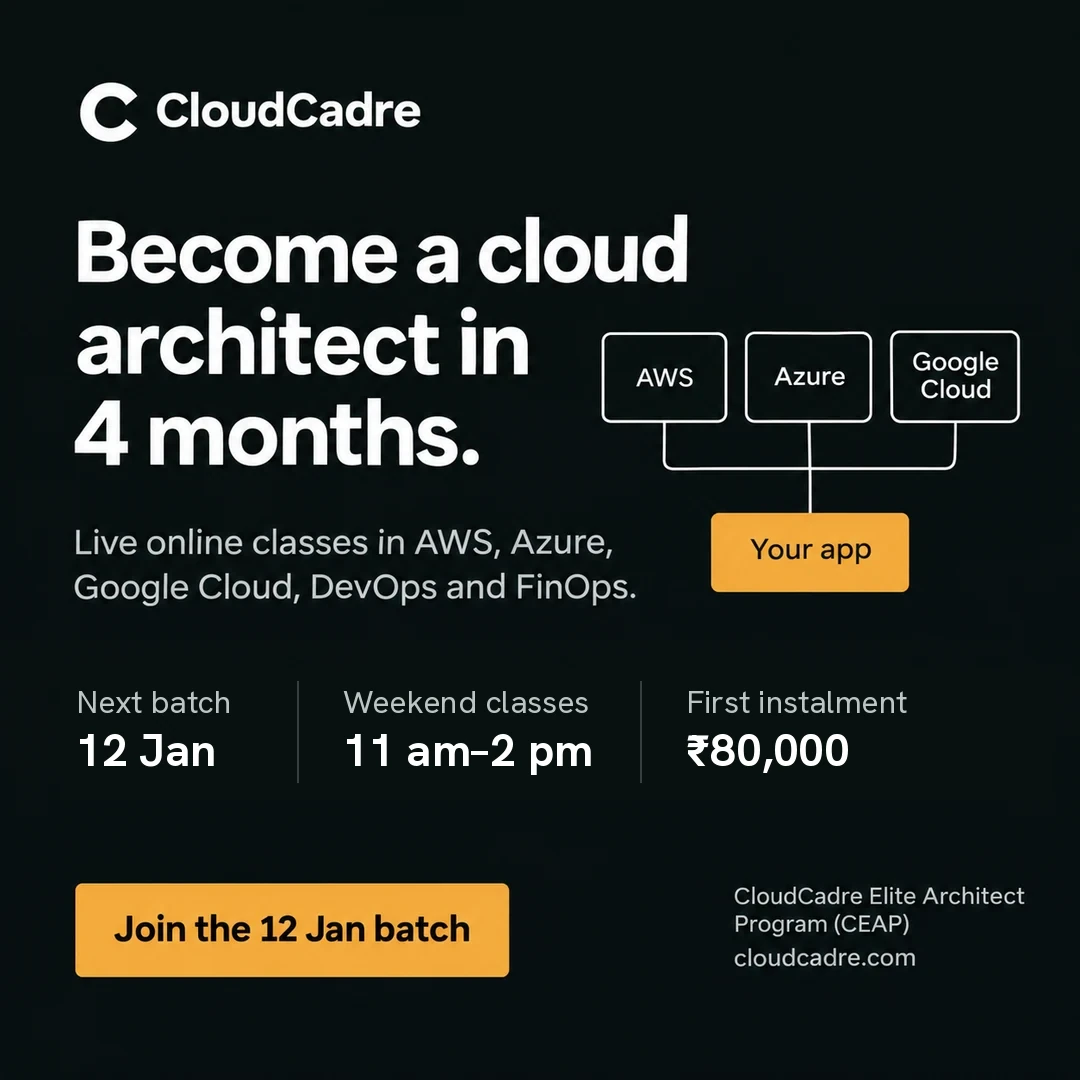 CloudCadre
Become a cloud
architect in
4 months.
AWS
Azure
Google
Cloud
Your app
Live online classes in AWS, Azure,
Google Cloud, DevOps and FinOps.
Next batch
12 Jan
Weekend classes
11 am–2 pm
First instalment
₹80,000
Join the 12 Jan batch
CloudCadre Elite Architect
Program (CEAP)
cloudcadre.com